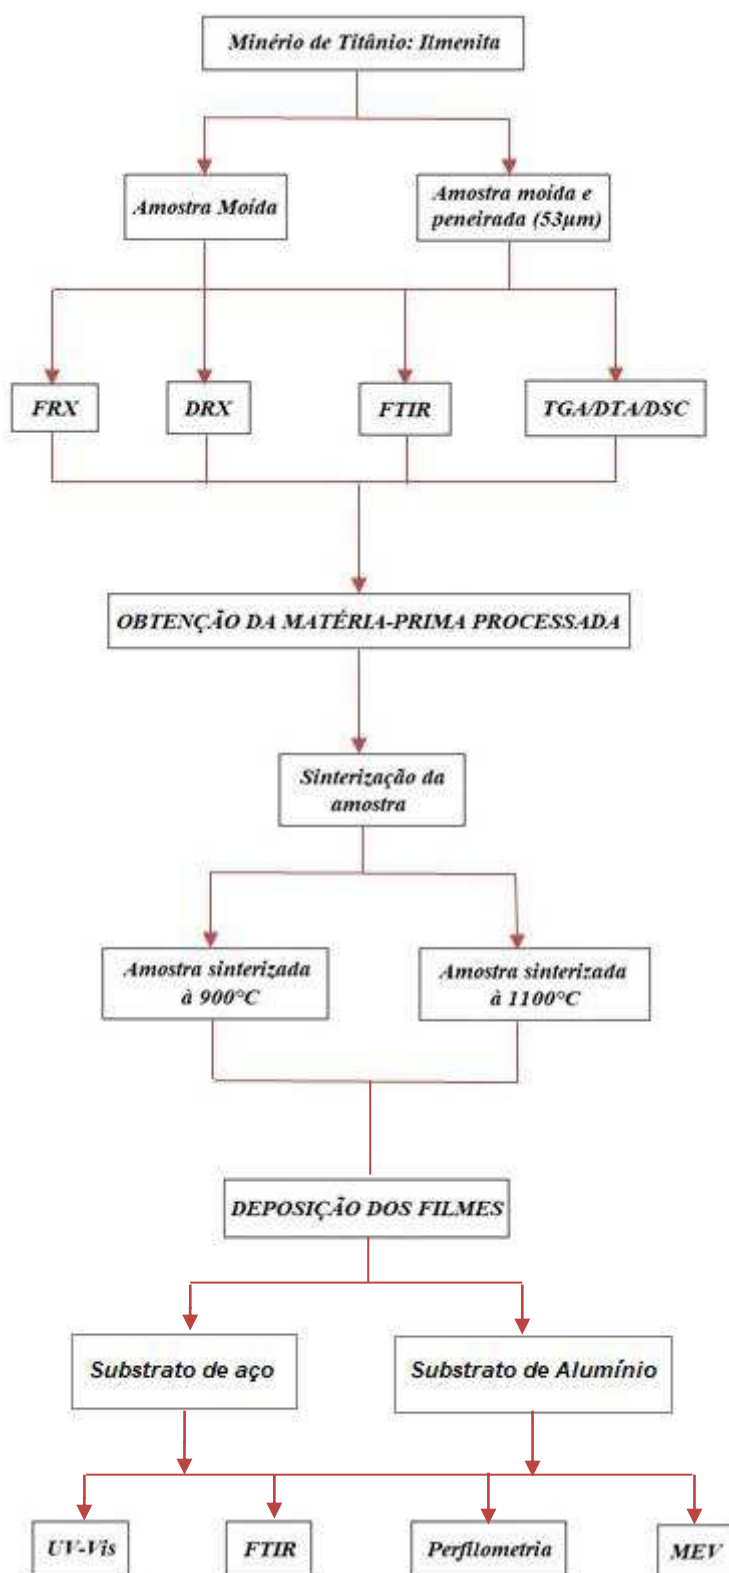 Minério de Titânio: Ilmenita
Amostra Moída
Amostra moída e
peneirada (53µm)
FRX
DRX
FTIR
TGA/DTA/DSC
OBTENÇÃO DA MATÉRIA-PRIMA PROCESSADA
Sinterização da
amostra
Amostra sinterizada
à 900°C
Amostra sinterizada
à 1100°C
DEPOSIÇÃO DOS FILMES
Substrato de aço
Substrato de Alumínio
UV-Vis
FTIR
Perfilometria
MEV